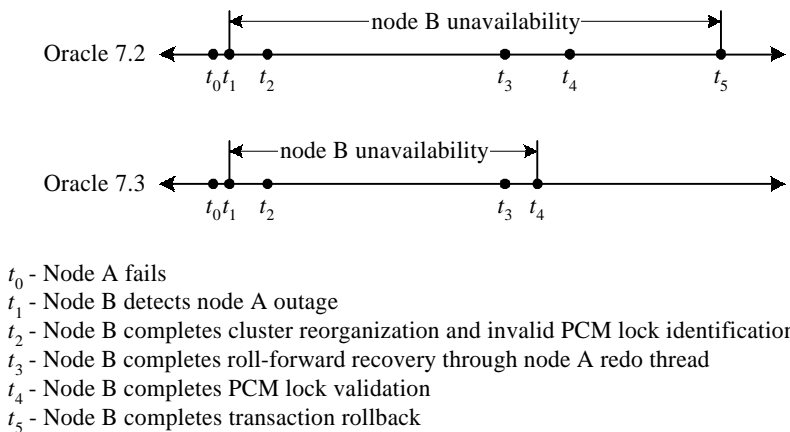 node B unavailability
Oracle 7.2
t0 t1 t2 t3 t4 t5
node B unavailability
Oracle 7.3
t0 t1 t2 t3 t4
t0 - Node A fails
t1 - Node B detects node A outage
t2 - Node B completes cluster reorganization and invalid PCM lock identification
t3 - Node B completes roll-forward recovery through node A redo thread
t4 - Node B completes PCM lock validation
t5 - Node B completes transaction rollback